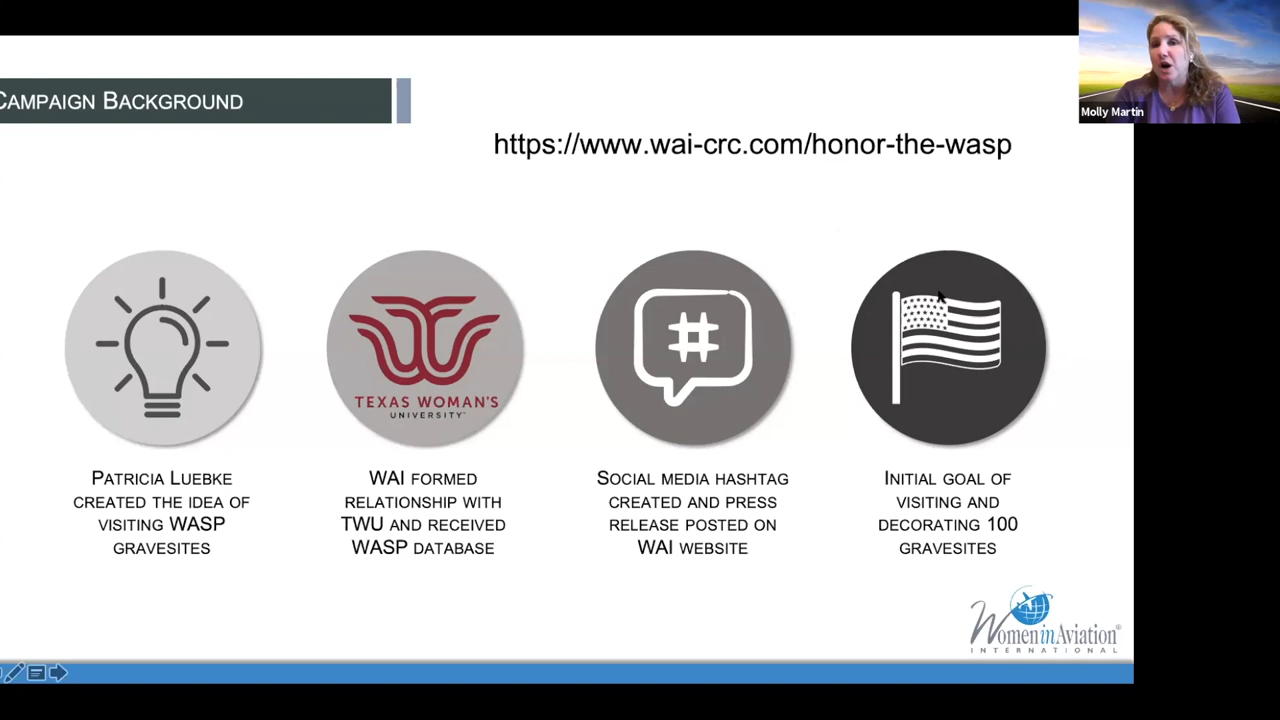 CAMPAIGN BACKGROUND
Molly Martin
https://www.wai-crc.com/honor-the-wasp
TEXAS WOMAN'S
UNIVERSITY™
PATRICIA LUEBKE
CREATED THE IDEA OF
VISITING WASP
GRAVESITES
WAI FORMED
RELATIONSHIP WITH
TWU AND RECEIVED
WASP DATABASE
#
SOCIAL MEDIA HASHTAG
CREATED AND PRESS
RELEASE POSTED ON
WAI WEBSITE
INITIAL GOAL OF
VISITING AND
DECORATING 100
GRAVESITES
Women in Aviation®
INTERNATIONAL